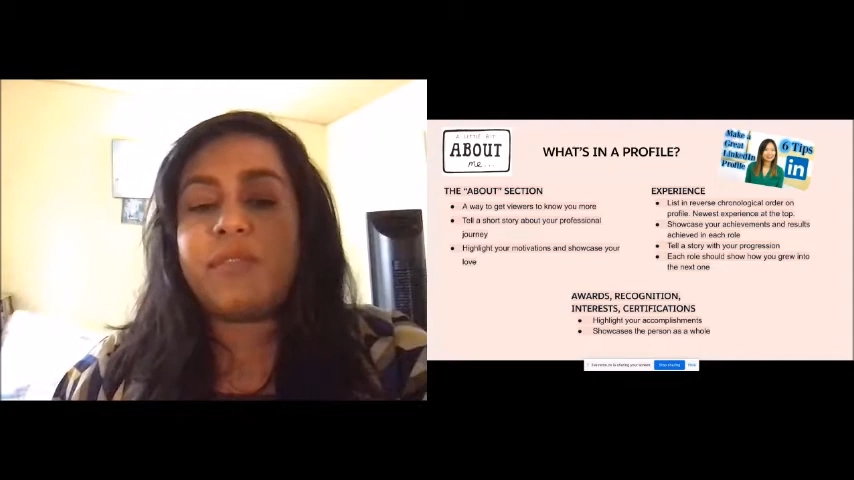 A LITTLE BIT
ABOUT
me...
WHAT'S IN A PROFILE?
Make a
Great
LinkedIn
Profile
6 Tips
in
THE "ABOUT" SECTION
● A way to get viewers to know you more
● Tell a short story about your professional
journey
● Highlight your motivations and showcase your
love
EXPERIENCE
● List in reverse chronological order on
profile. Newest experience at the top.
● Showcase your achievements and results
achieved in each role
● Tell a story with your progression
● Each role should show how you grew into
the next one
AWARDS, RECOGNITION,
INTERESTS, CERTIFICATIONS
● Highlight your accomplishments
● Showcases the person as a whole
is sharing your screen.
Stop sharing
Hide